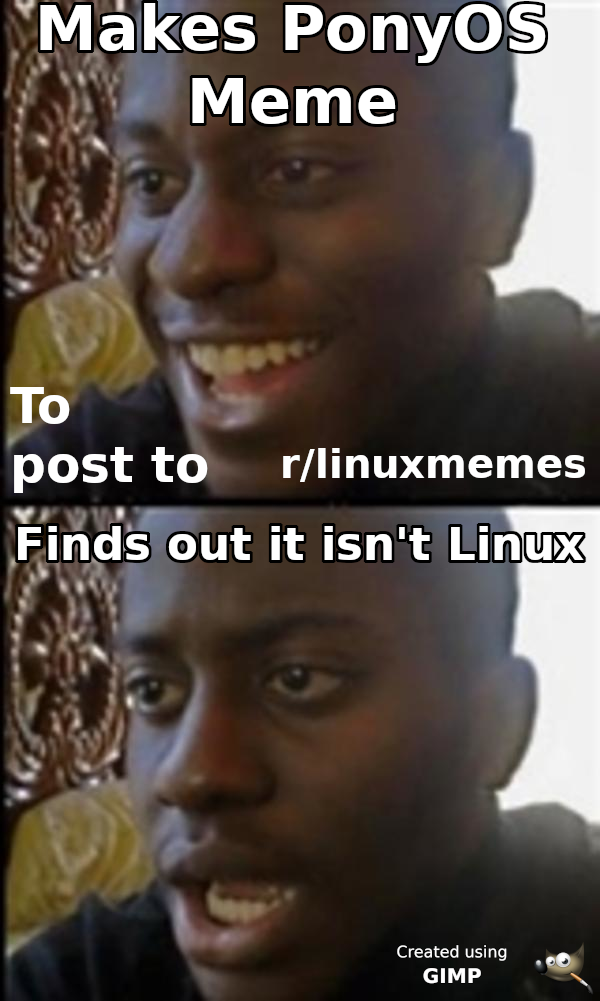 Makes PonyOS
Meme
To
post to
r/linuxmemes
Finds out it isn't Linux
Created using
GIMP